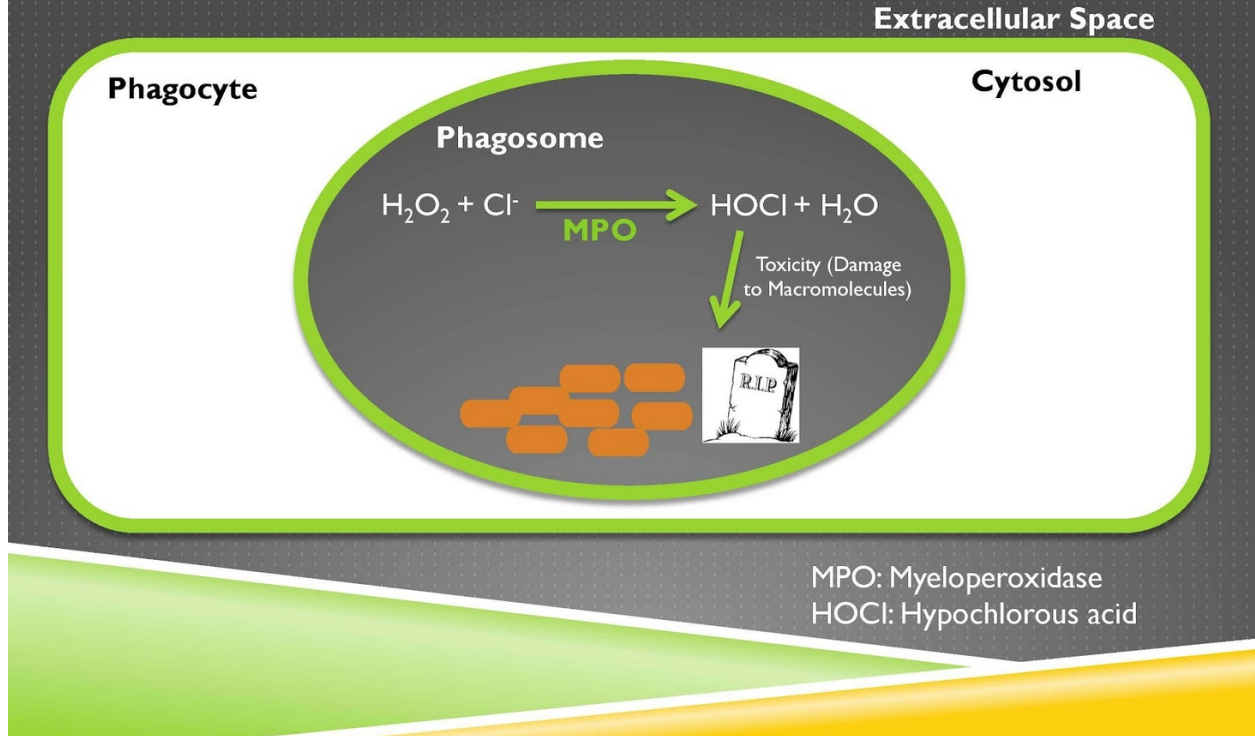 Extracellular Space
Phagocyte
Cytosol
Phagosome
H₂O₂ + Cl⁻
MPO
HOCl + H₂O
Toxicity (Damage
to Macromolecules)
R.I.P.
MPO: Myeloperoxidase
HOCl: Hypochlorous acid